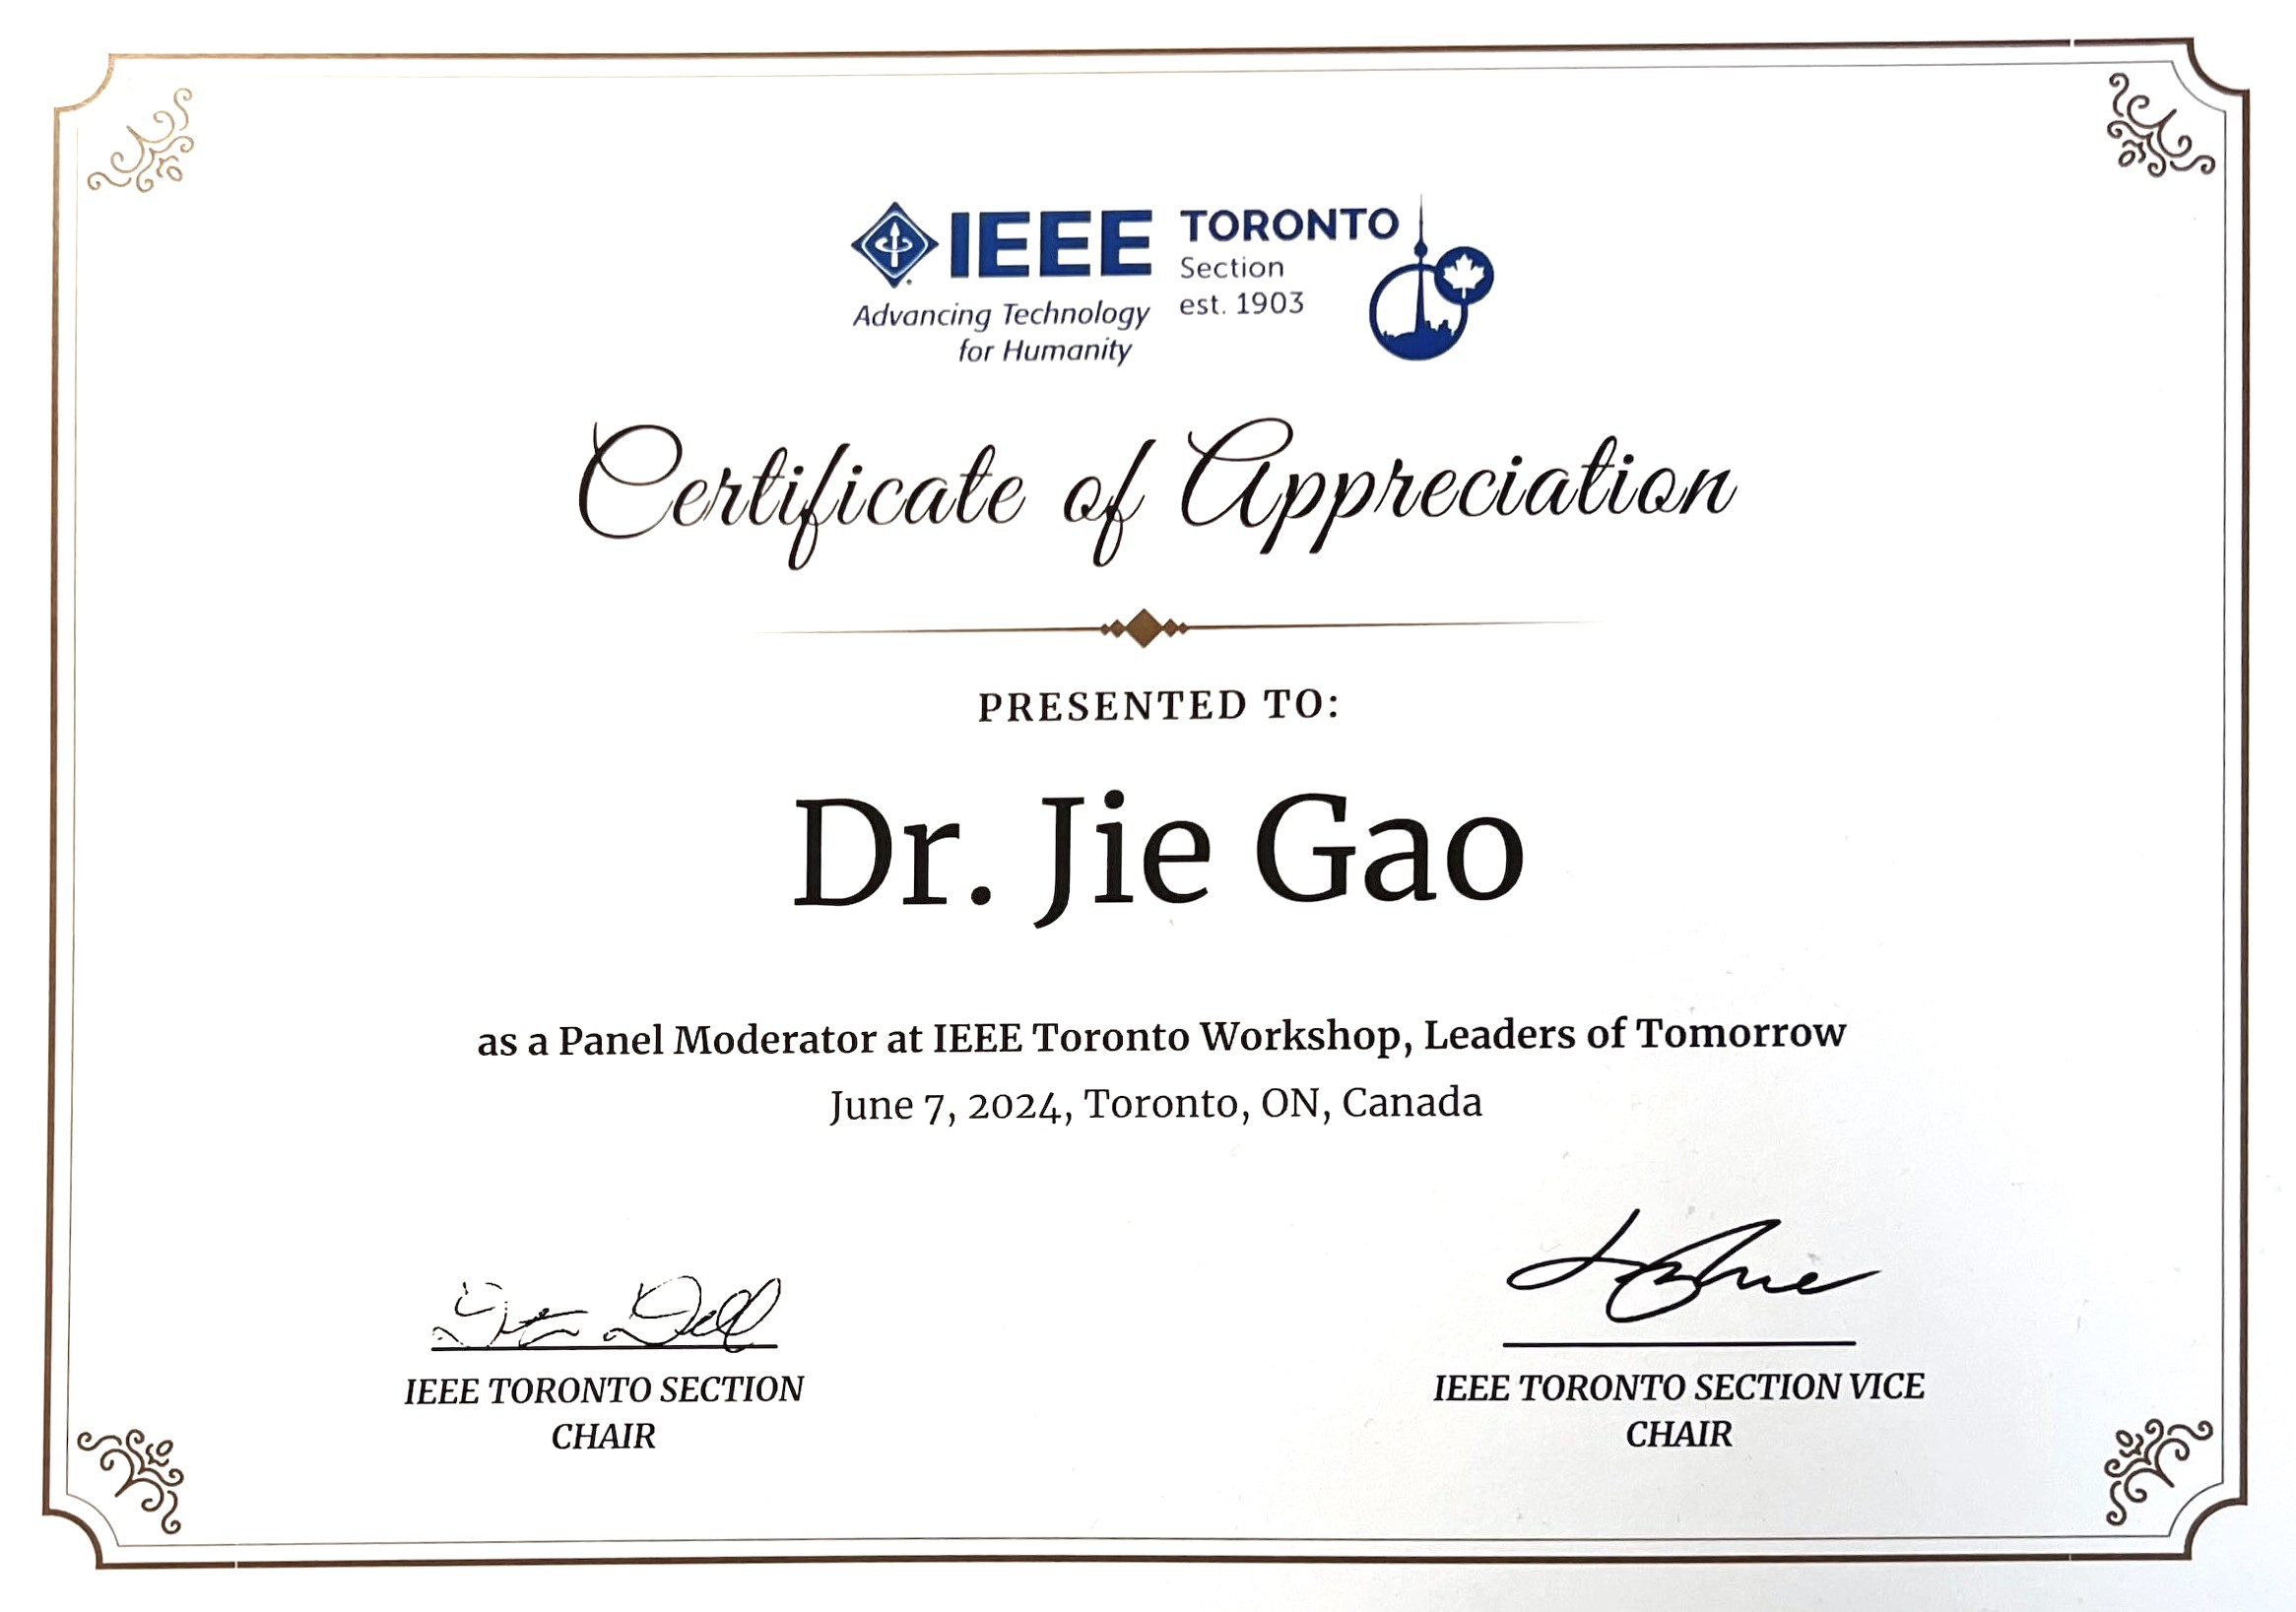 IEEE
Advancing Technology
for Humanity
TORONTO
Section
est. 1903
Certificate of Appreciation
PRESENTED TO:
Dr. Jie Gao
as a Panel Moderator at IEEE Toronto Workshop, Leaders of Tomorrow
June 7, 2024, Toronto, ON, Canada
IEEE TORONTO SECTION
CHAIR
IEEE TORONTO SECTION VICE
CHAIR